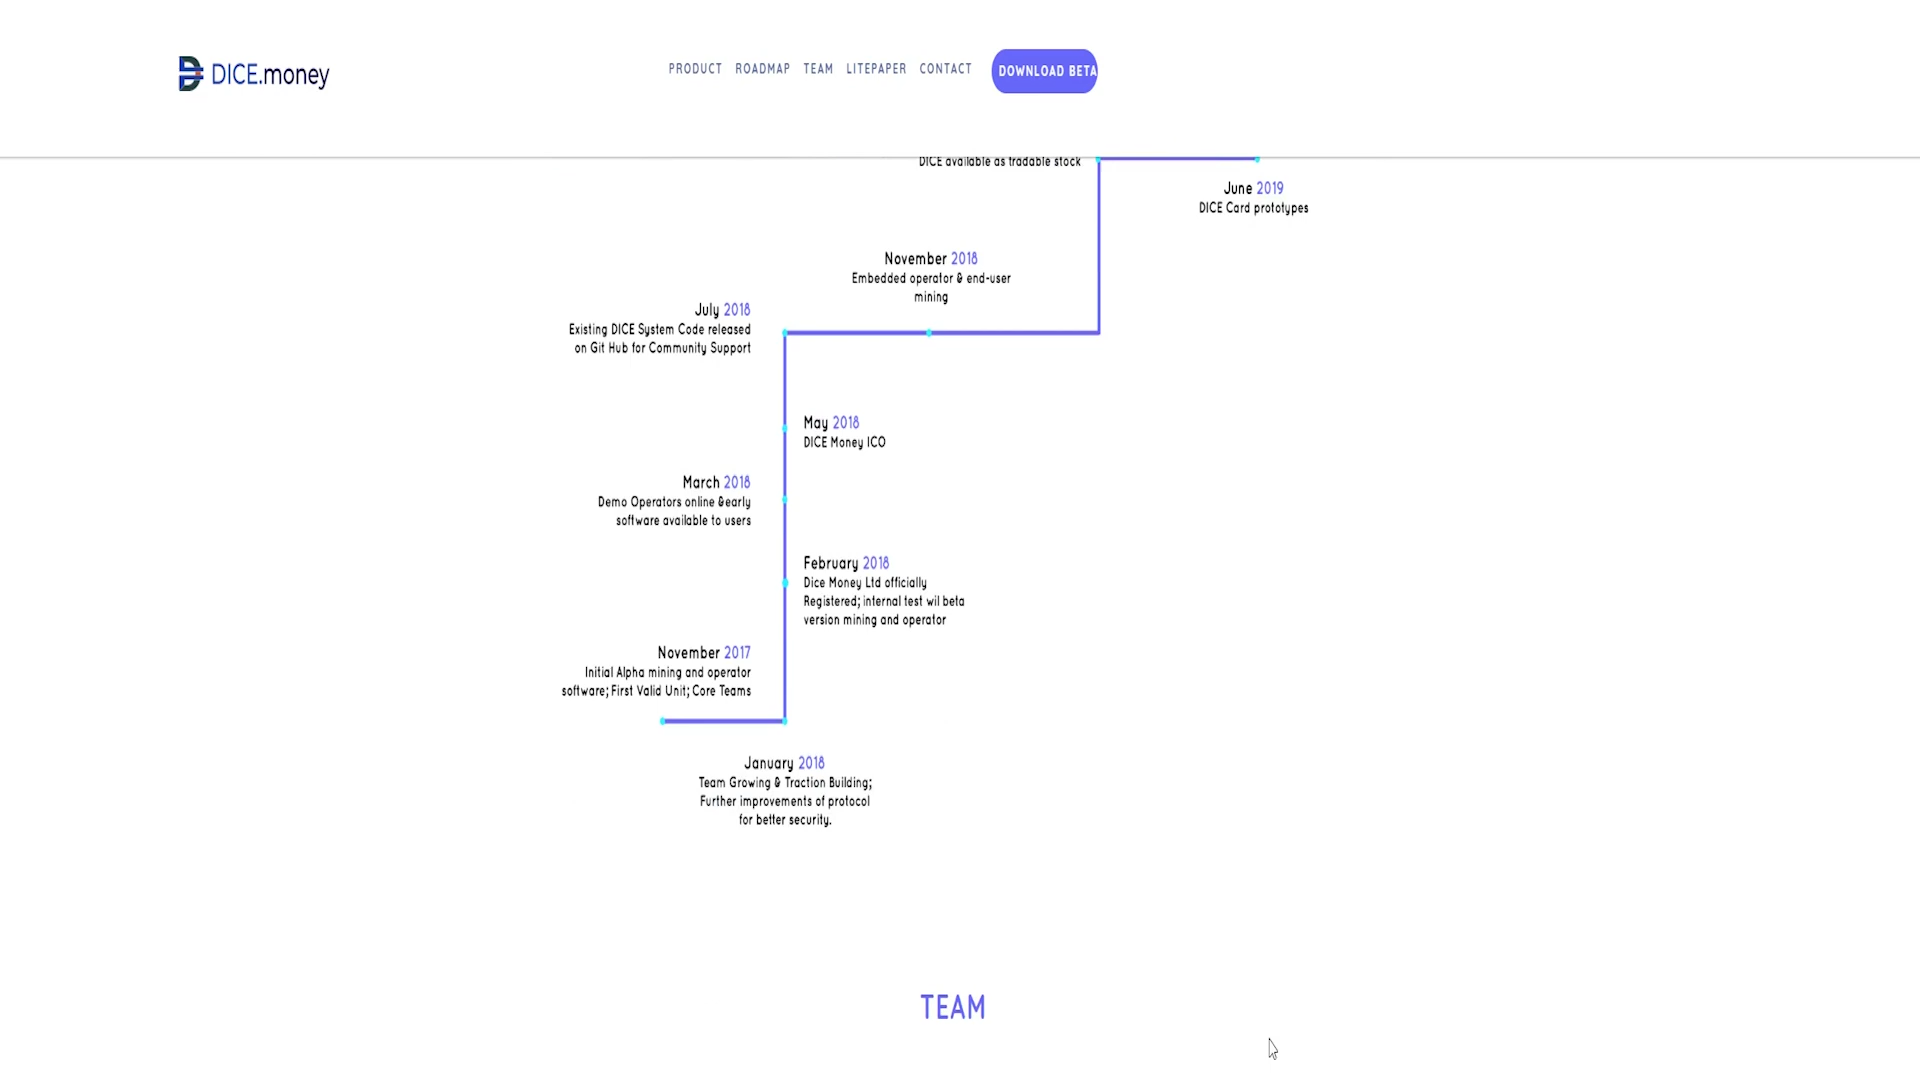 DICE.money
PRODUCT ROADMAP TEAM LITEPAPER CONTACT DOWNLOAD BETA
DICE available as tradable stock
June 2019
DICE Card prototypes
November 2018
Embedded operator & end-user
mining
July 2018
Existing DICE System Code released
on Git Hub for Community Support
May 2018
DICE Money ICO
March 2018
Demo Operators online &early
software available to users
February 2018
Dice Money Ltd officially
Registered; internal test wil beta
version mining and operator
November 2017
Initial Alpha mining and operator
software; First Valid Unit; Core Teams
January 2018
Team Growing & Traction Building;
Further improvements of protocol
for better security.
TEAM